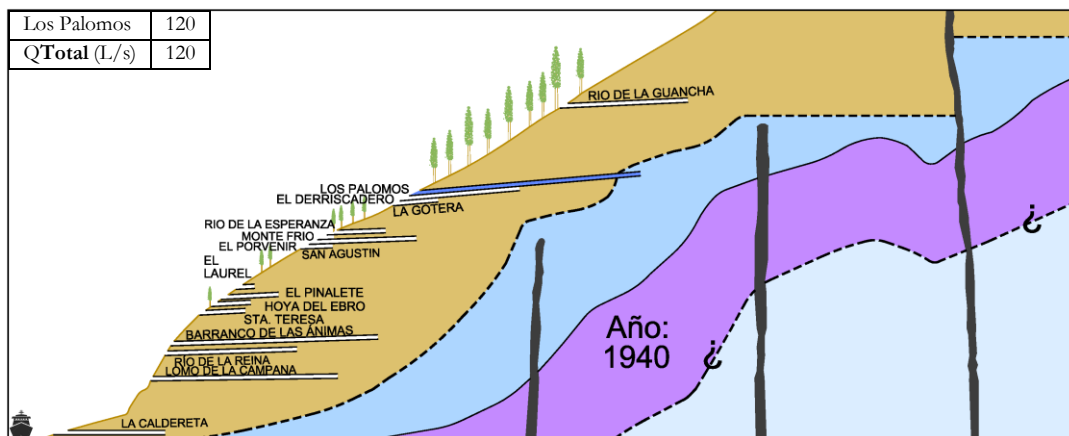 Los Palomos 120
QTotal (L/s) 120
RIO DE LA GUANCHA
LOS PALOMOS
EL DERRISCADERO
LA GOTERA
RIO DE LA ESPERANZA
MONTE FRIO
EL PORVENIR
SAN AGUSTIN
EL
LAUREL
EL PINALETE
HOYA DEL EBRO
STA. TERESA
BARRANCO DE LAS ÁNIMAS
RÍO DE LA REINA
LOMO DE LA CAMPANA
LA CALDERETA
Año:
1940
¿
¿